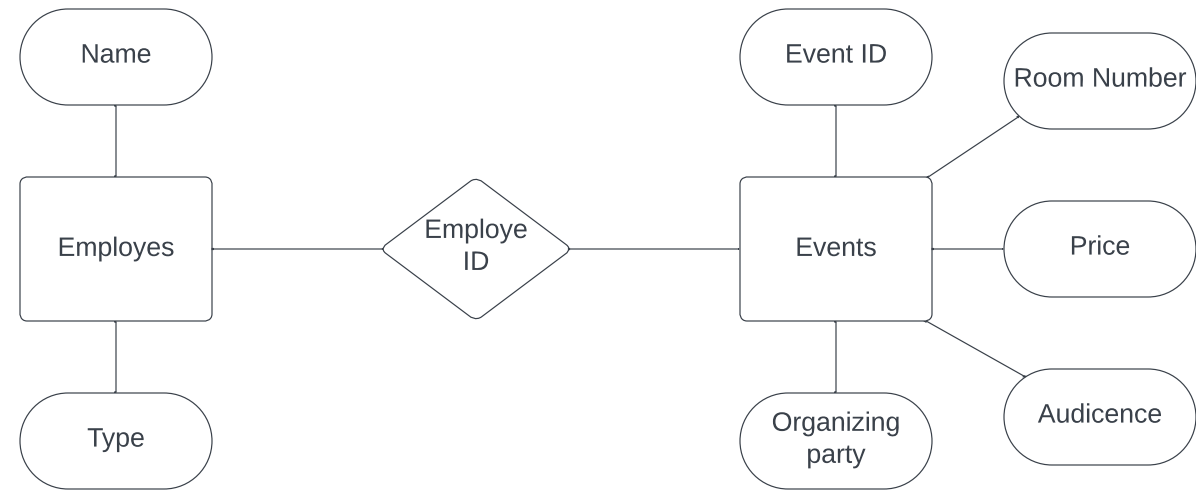 Name
Event ID
Room Number
Employes
Employe
ID
Events
Price
Type
Organizing
party
Audicence